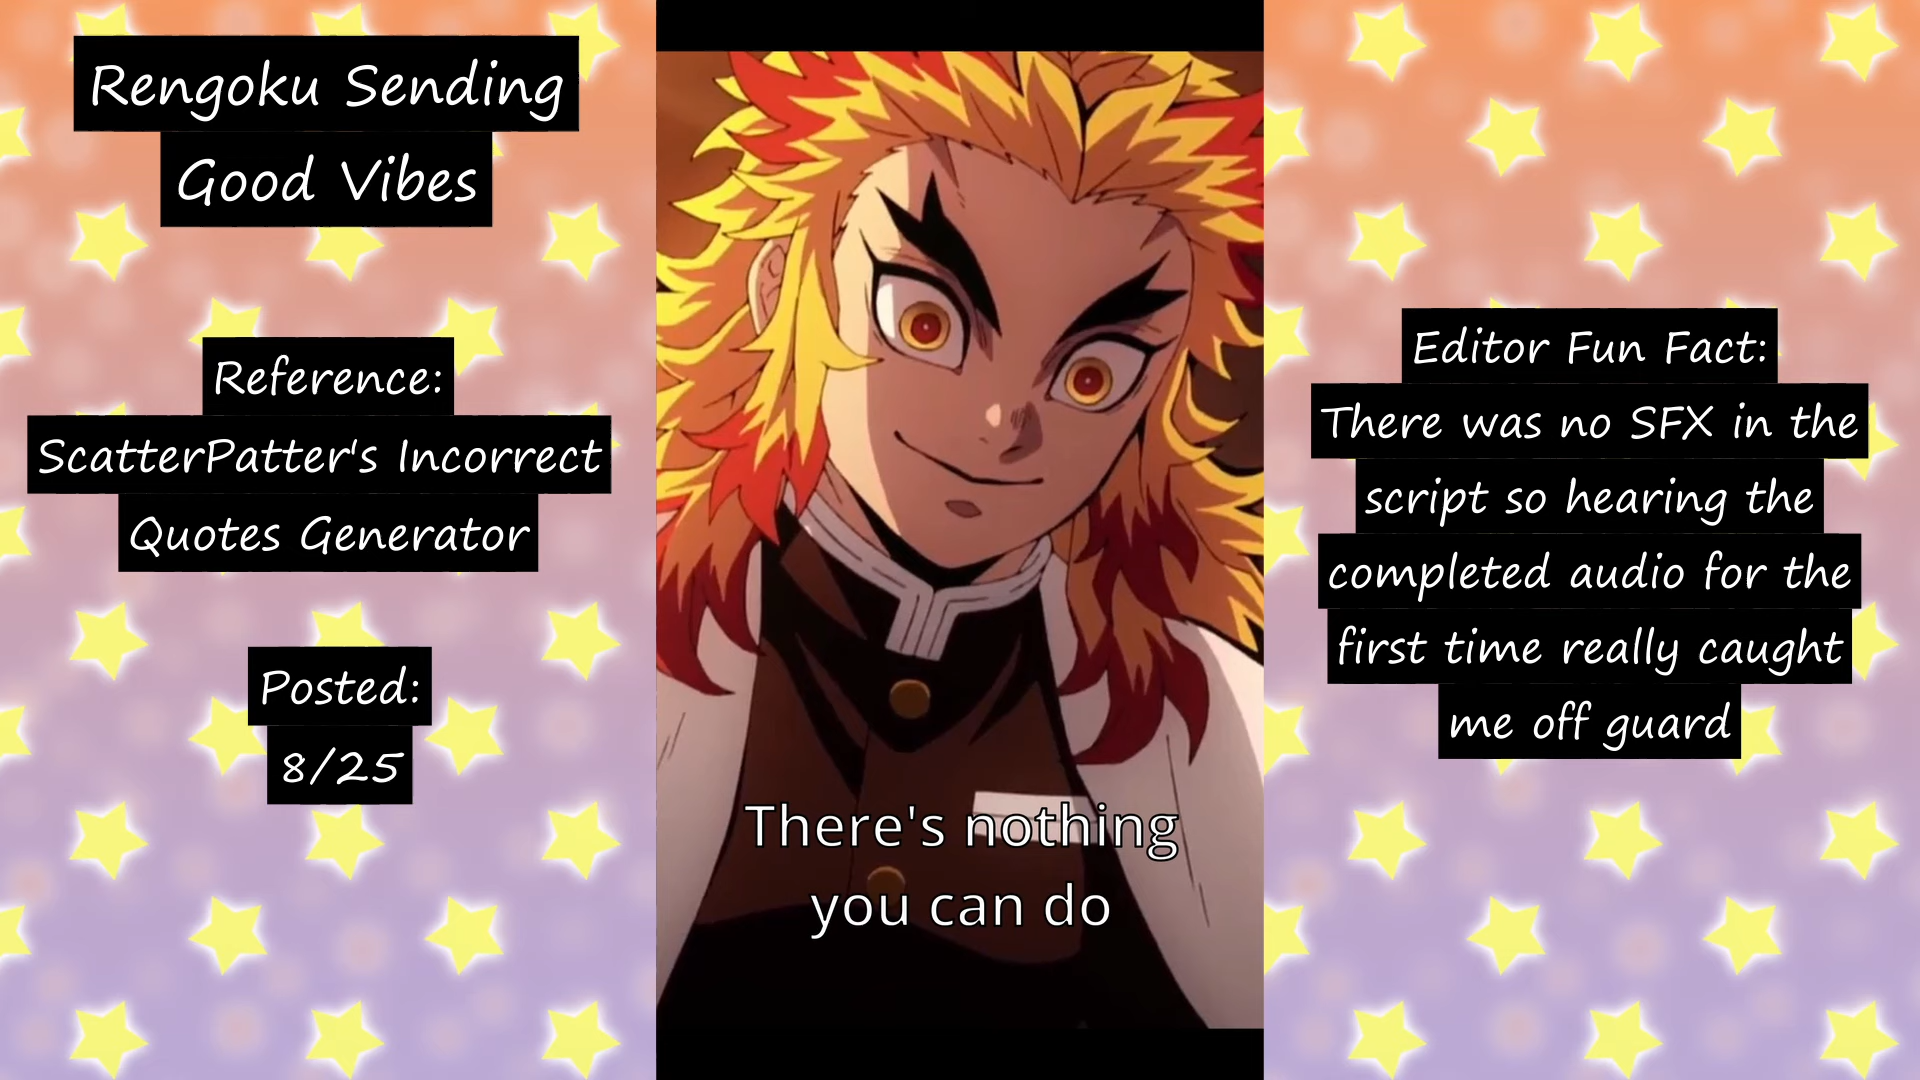 Rengoku Sending
Good Vibes
Reference:
ScatterPatter's Incorrect
Quotes Generator
Posted:
8/25
There's nothing
you can do
Editor Fun Fact:
There was no SFX in the
script so hearing the
completed audio for the
first time really caught
me off guard